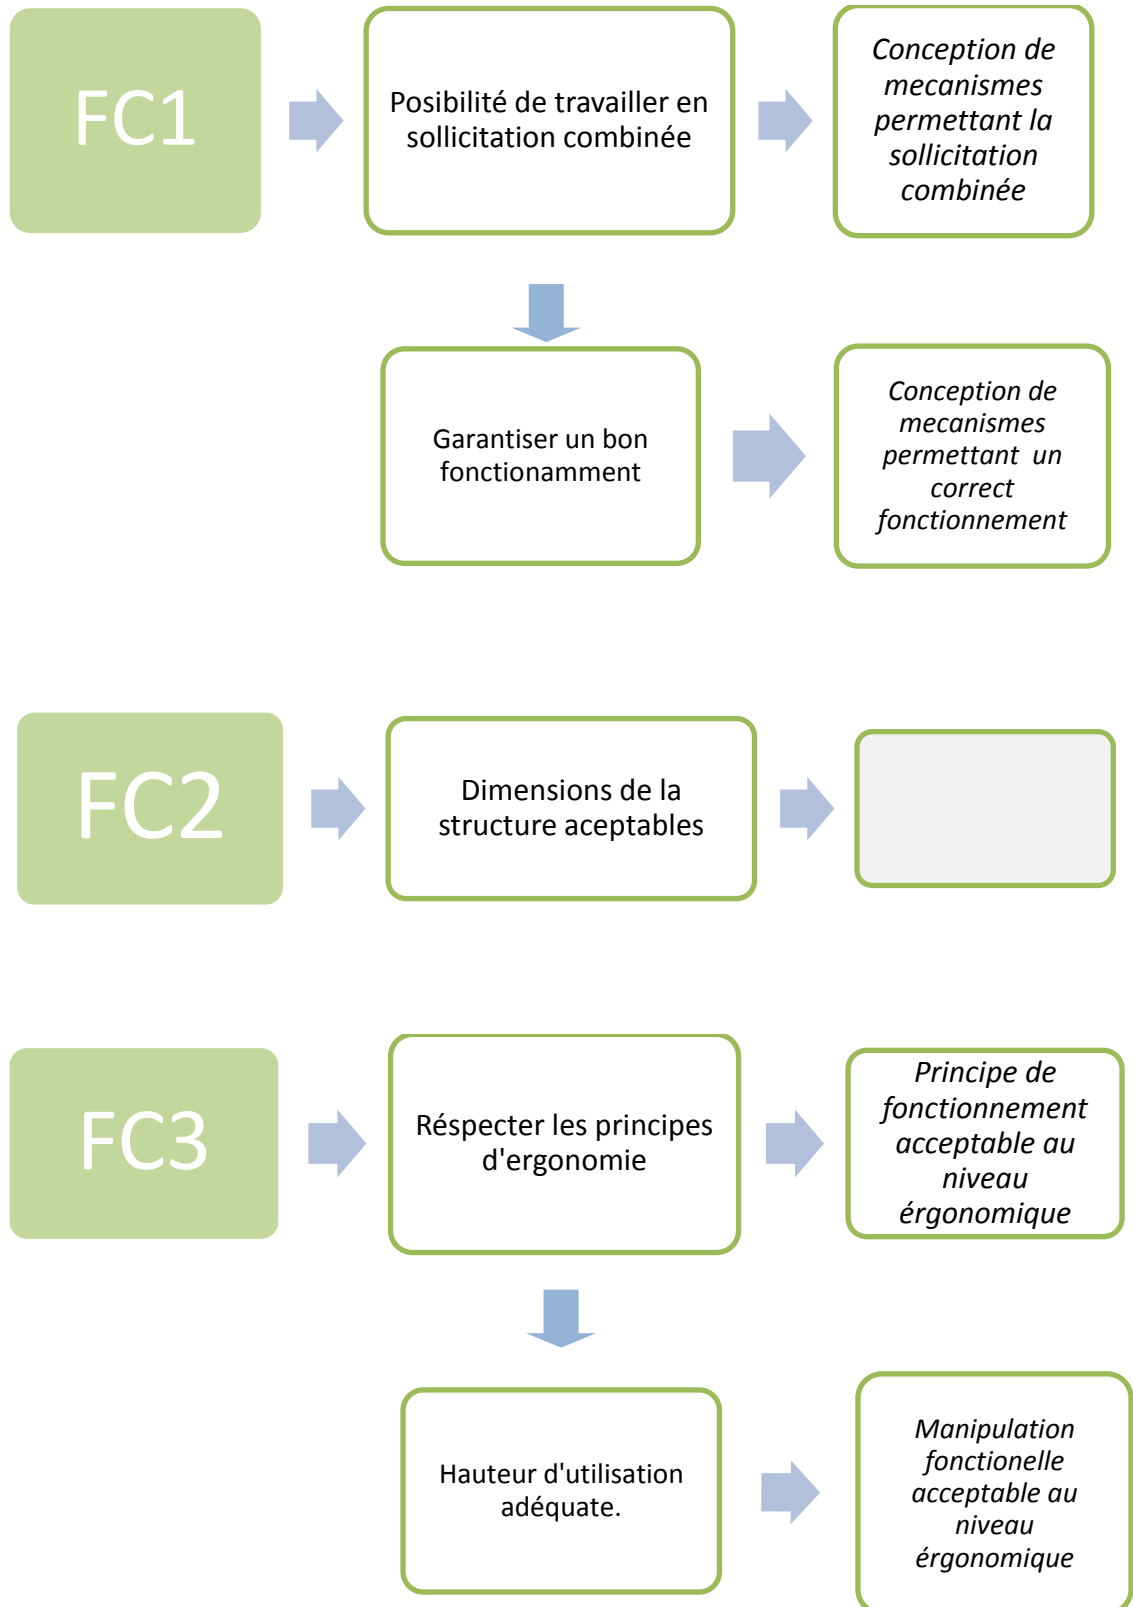 FC1
Posibilité de travailler en
sollicitation combinée
Conception de
mecanismes
permettant la
sollicitation
combinée
Garantiser un bon
fonctionamment
Conception de
mecanismes
permettant un
correct
fonctionnement
FC2
Dimensions de la
structure aceptables
FC3
Réspecter les principes
d'ergonomie
Principe de
fonctionnement
acceptable au
niveau
érgonomique
Hauteur d'utilisation
adéquate.
Manipulation
fonctionelle
acceptable au
niveau
érgonomique